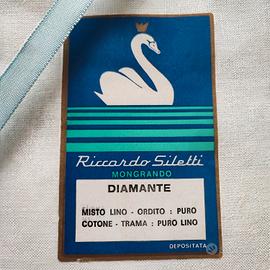 Riccardo Siletti
MONGRANDO
DIAMANTE
MISTO LINO - ORDITO : PURO
COTONE - TRAMA : PURO LINO
DEPOSITATA